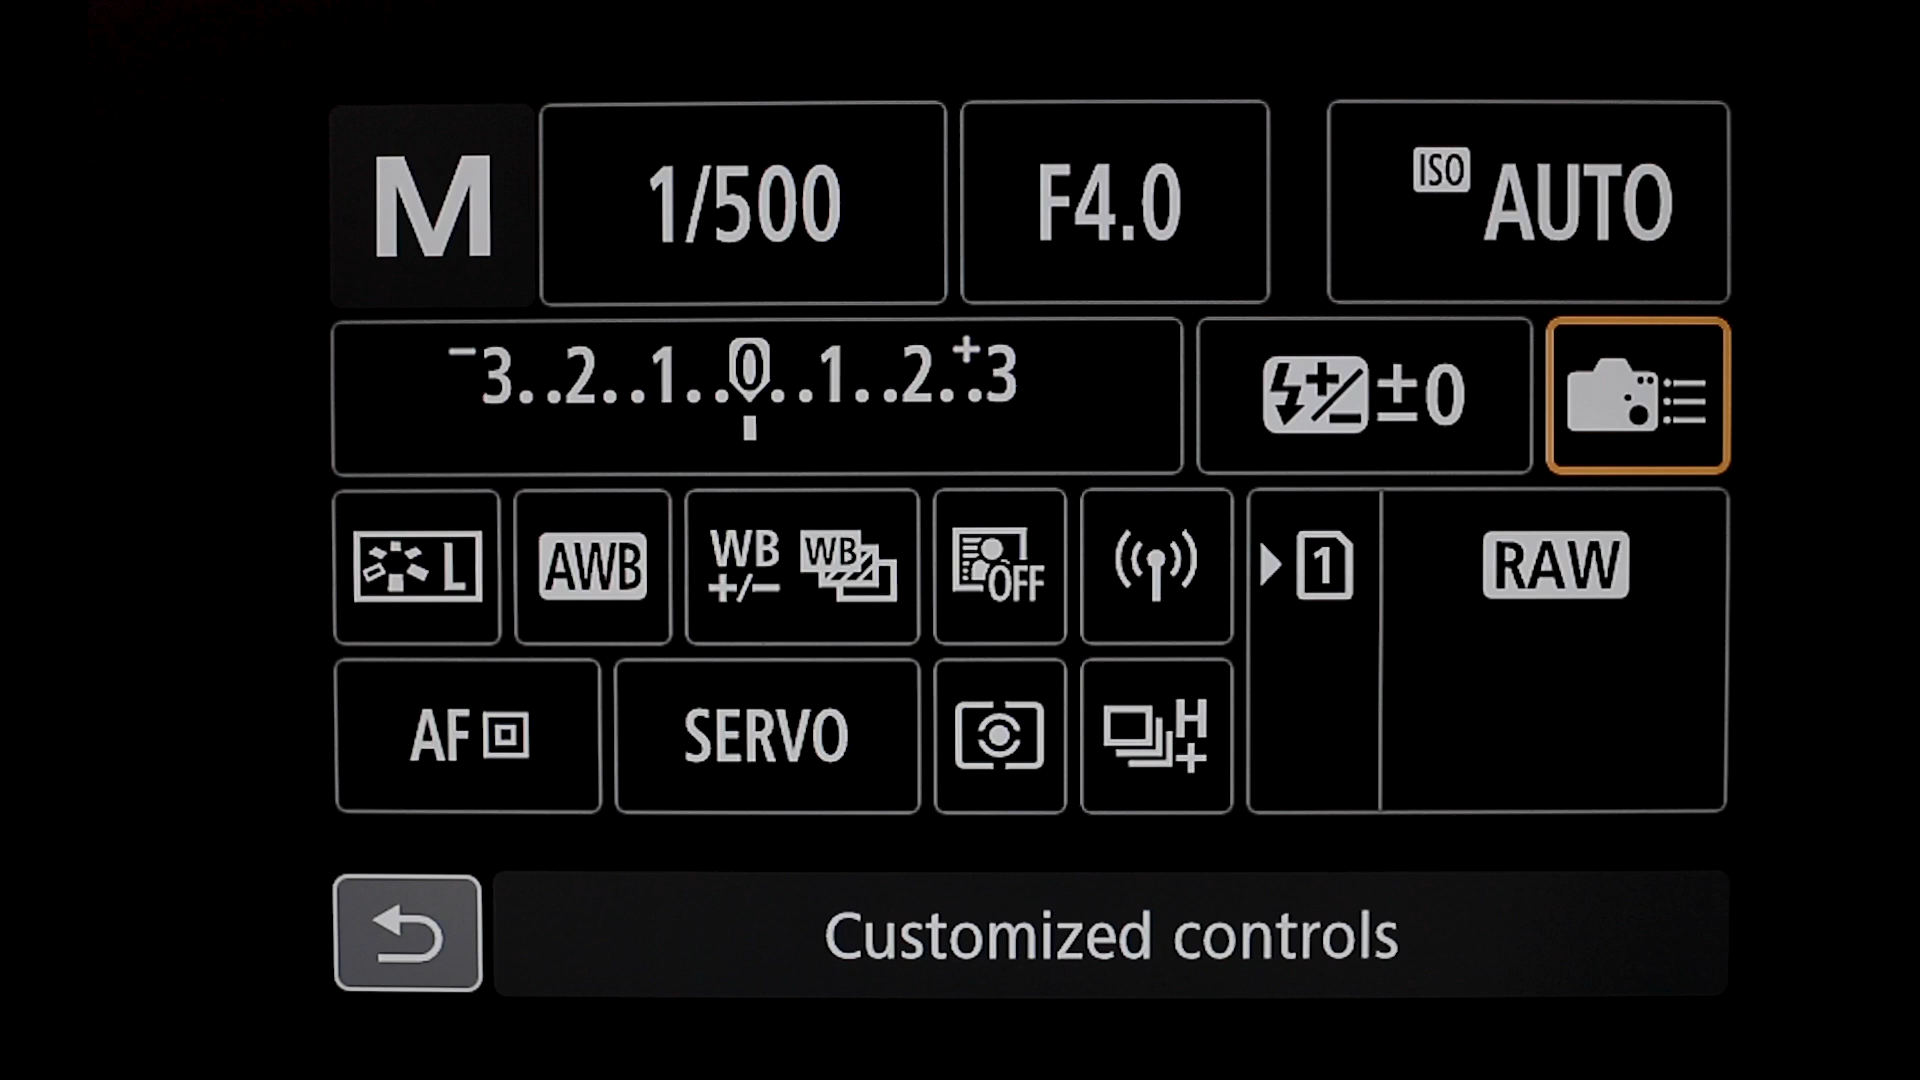 M 1/500 F4.0 ISO AUTO
-3..2..1..0..1..2..+3 ±0
L AWB WB +/- WB OFF 1 RAW
AF SERVO H+
Customized controls